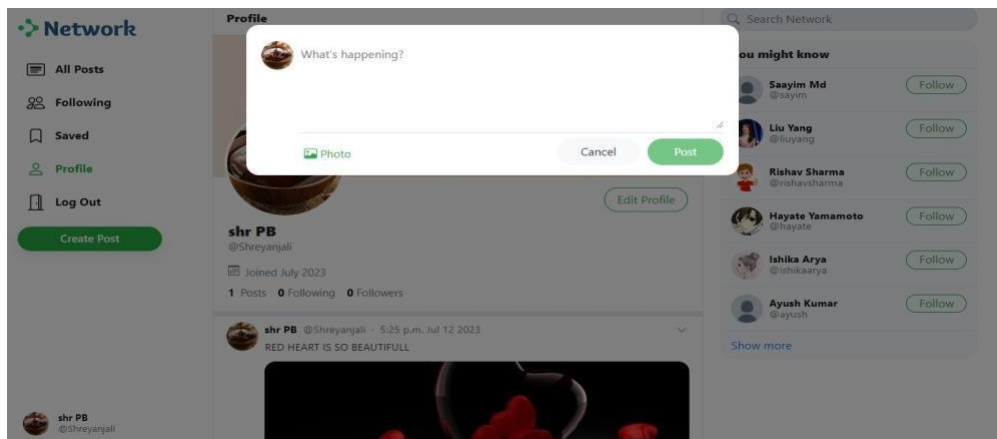 Network
All Posts
Following
Saved
Profile
Log Out
Create Post
shr PB
@Shreyanjali
Profile
What's happening?
Photo
Cancel
Post
Edit Profile
shr PB
@Shreyanjali
Joined July 2023
1 Posts 0 Following 0 Followers
shr PB @Shreyanjali · 5:25 p.m. Jul 12 2023
RED HEART IS SO BEAUTIFULL
Search Network
ou might know
Saayim Md
@sayim
Follow
Liu Yang
@liuyang
Follow
Rishav Sharma
@rishavsharma
Follow
Hayate Yamamoto
@hayate
Follow
Ishika Arya
@ishikaarya
Follow
Ayush Kumar
@ayush
Follow
Show more